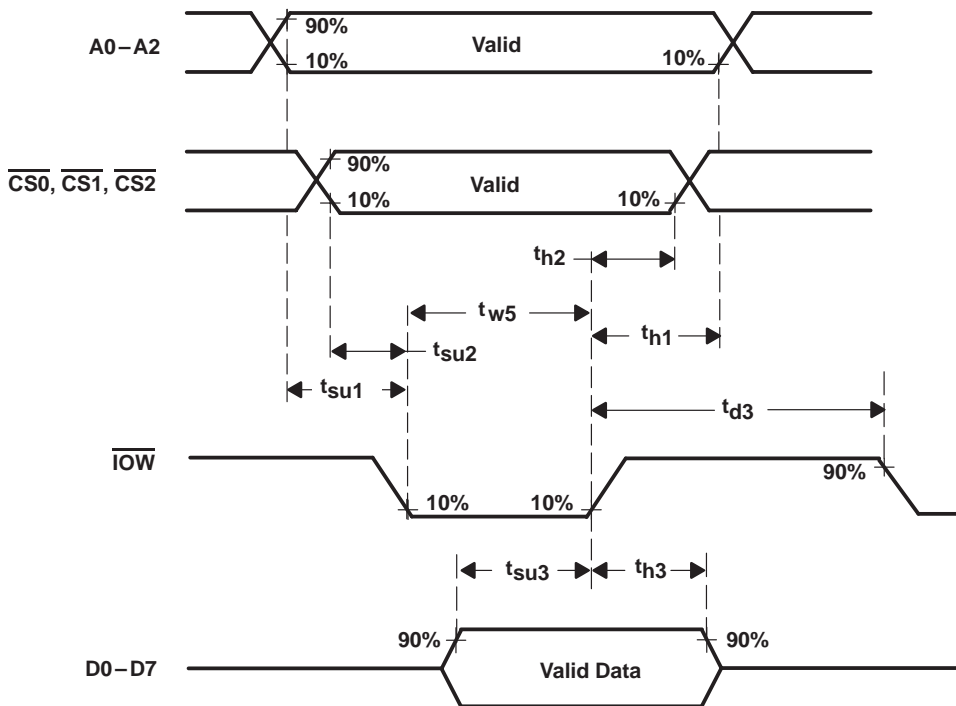 A0–A2
90%
Valid
10%
10%
CS0, CS1, CS2
90%
Valid
10%
10%
th2
tw5
th1
tsu2
tsu1
td3
IOW
90%
10%
10%
tsu3
th3
90%
90%
D0–D7
Valid Data